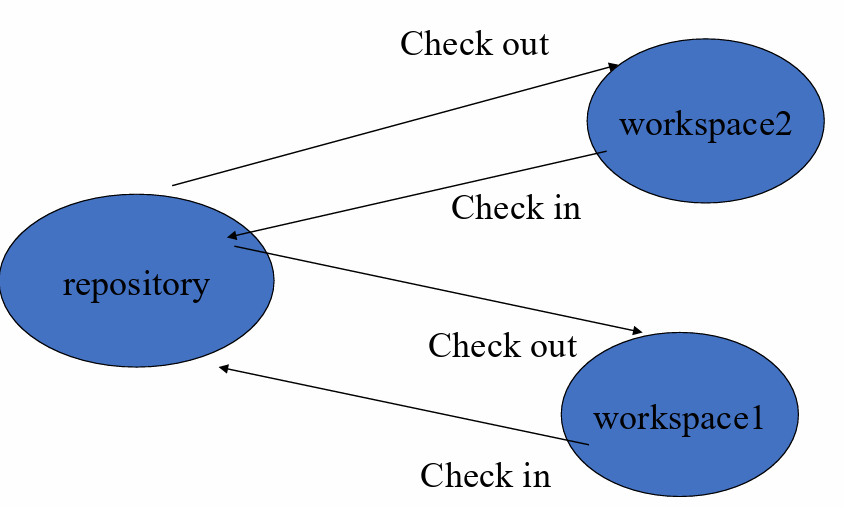 Check out
workspace2
Check in
repository
Check out
workspace1
Check in